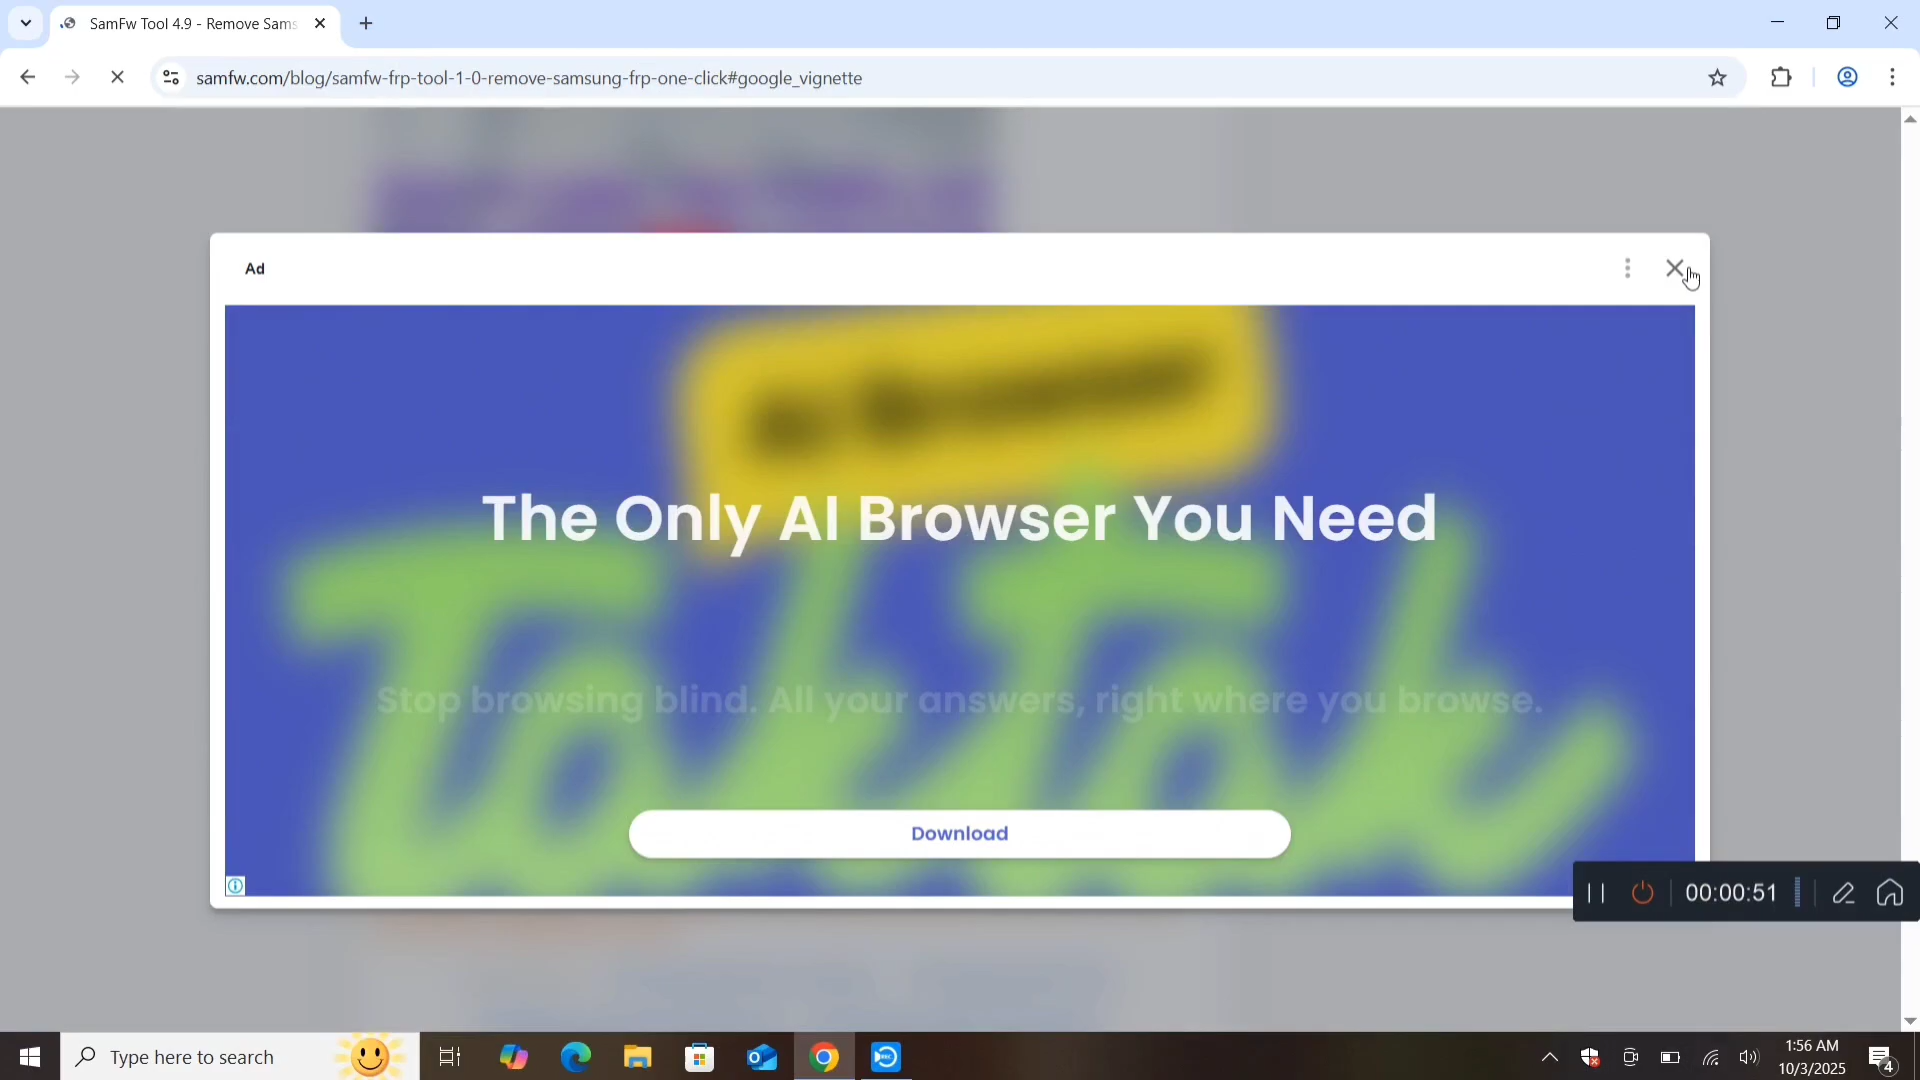 SamFw Tool 4.9 - Remove Sams
samfw.com/blog/samfw-frp-tool-1-0-remove-samsung-frp-one-click#google_vignette
Ad
The Only AI Browser You Need
Stop browsing blind. All your answers, right where you browse.
Download
00:00:51
Type here to search
1:56 AM
10/3/2025
4